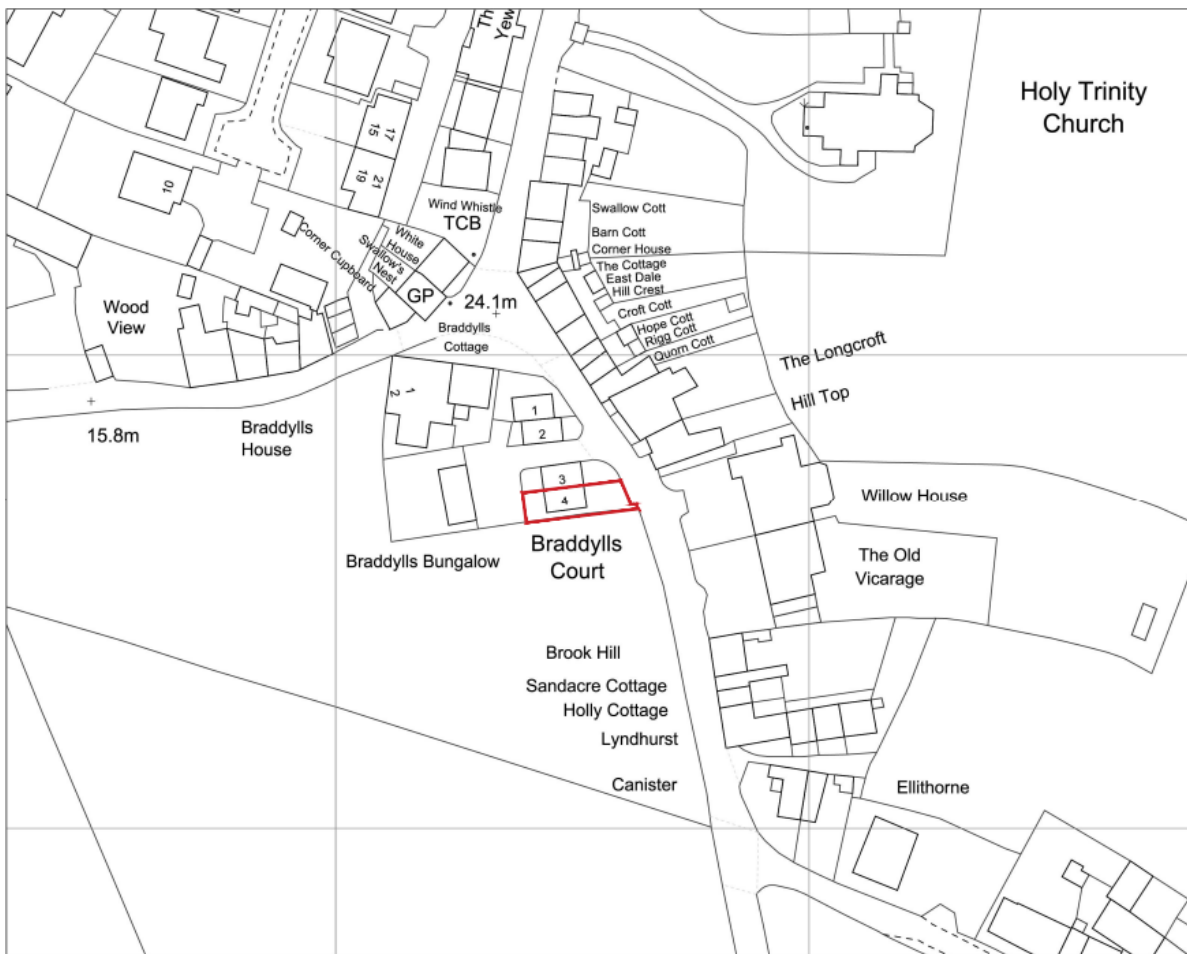 The
Yew
Holy Trinity
Church
17
15
21
19
10
Wind Whistle
TCB
Swallow Cott
Barn Cott
Corner House
The Cottage
East Dale
Hill Crest
Croft Cott
Hope Cott
Rigg Cott
Quorn Cott
White
House
Swallow's
Nest
Corner Cupboard
GP
24.1m
Braddylls
Cottage
Wood
View
The Longcroft
Hill Top
1
2
1
2
15.8m
Braddylls
House
3
4
Willow House
Braddylls Bungalow
Braddylls
Court
The Old
Vicarage
Brook Hill
Sandacre Cottage
Holly Cottage
Lyndhurst
Canister
Ellithorne